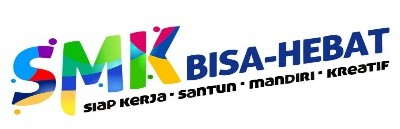 SMK BISA-HEBAT
SIAP KERJA • SANTUN • MANDIRI • KREATIF